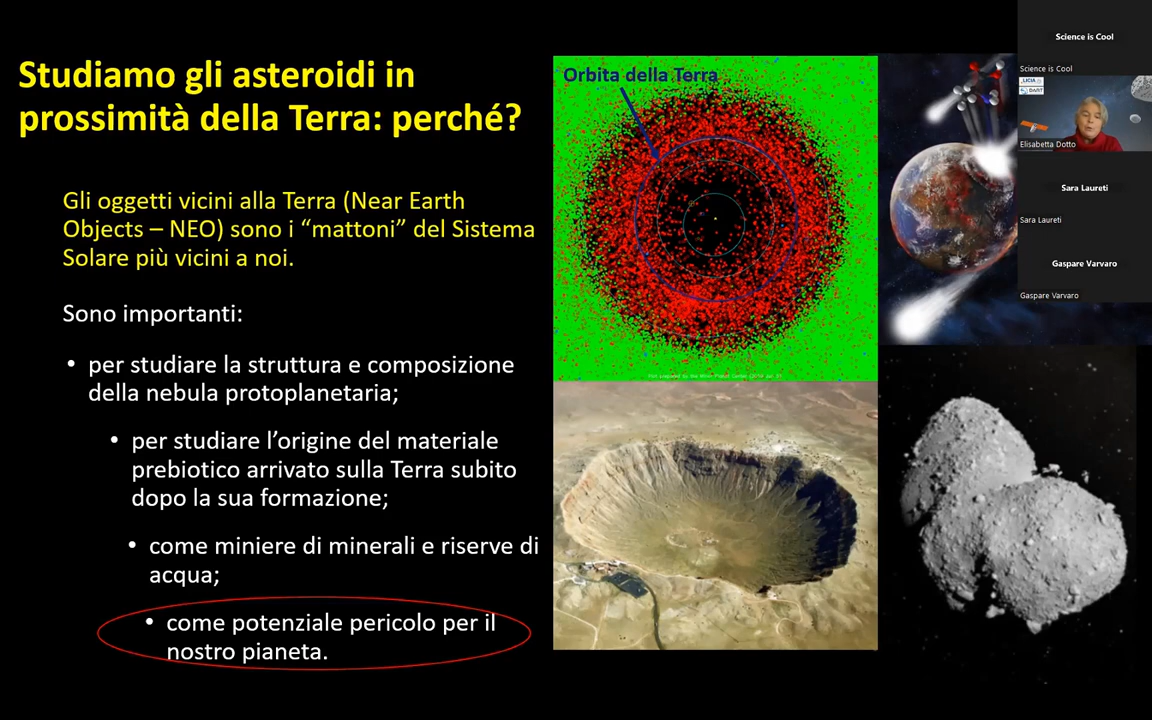 Studiamo gli asteroidi in
prossimità della Terra: perché?
Gli oggetti vicini alla Terra (Near Earth
Objects – NEO) sono i “mattoni” del Sistema
Solare più vicini a noi.
Sono importanti:
• per studiare la struttura e composizione
della nebula protoplanetaria;
• per studiare l’origine del materiale
prebiotico arrivato sulla Terra subito
dopo la sua formazione;
• come miniere di minerali e riserve di
acqua;
• come potenziale pericolo per il
nostro pianeta.
Orbita della Terra
Science is Cool
Science is Cool
LICIA
DART
Elisabetta Dotto
Sara Laureti
Sara Laureti
Gaspare Varvaro
Gaspare Varvaro